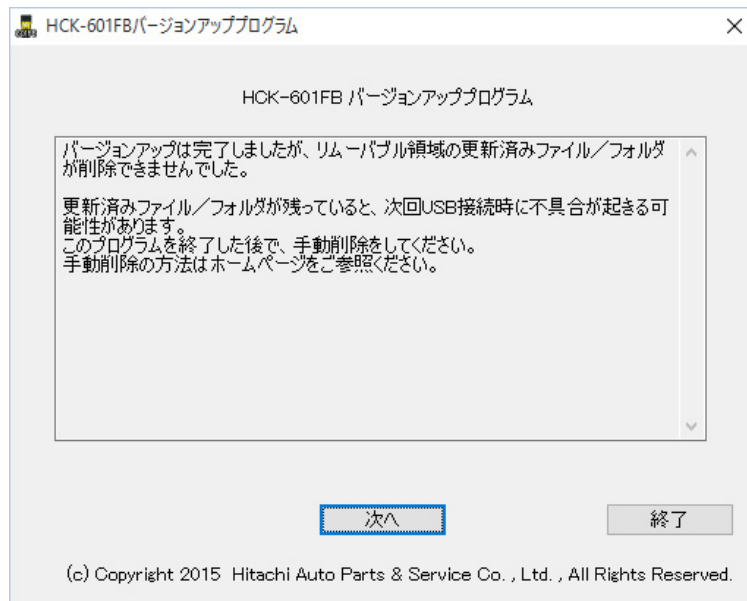 HCK-601FBバージョンアッププログラム
HCK-601FB バージョンアッププログラム
バージョンアップは完了しましたが、リムーバブル領域の更新済みファイル／フォルダ
が削除できませんでした。
更新済みファイル／フォルダが残っていると、次回USB接続時に不具合が起きる可
能性があります。
このプログラムを終了した後で、手動削除をしてください。
手動削除の方法はホームページをご参照ください。
次へ
終了
(c) Copyright 2015 Hitachi Auto Parts & Service Co. , Ltd. , All Rights Reserved.